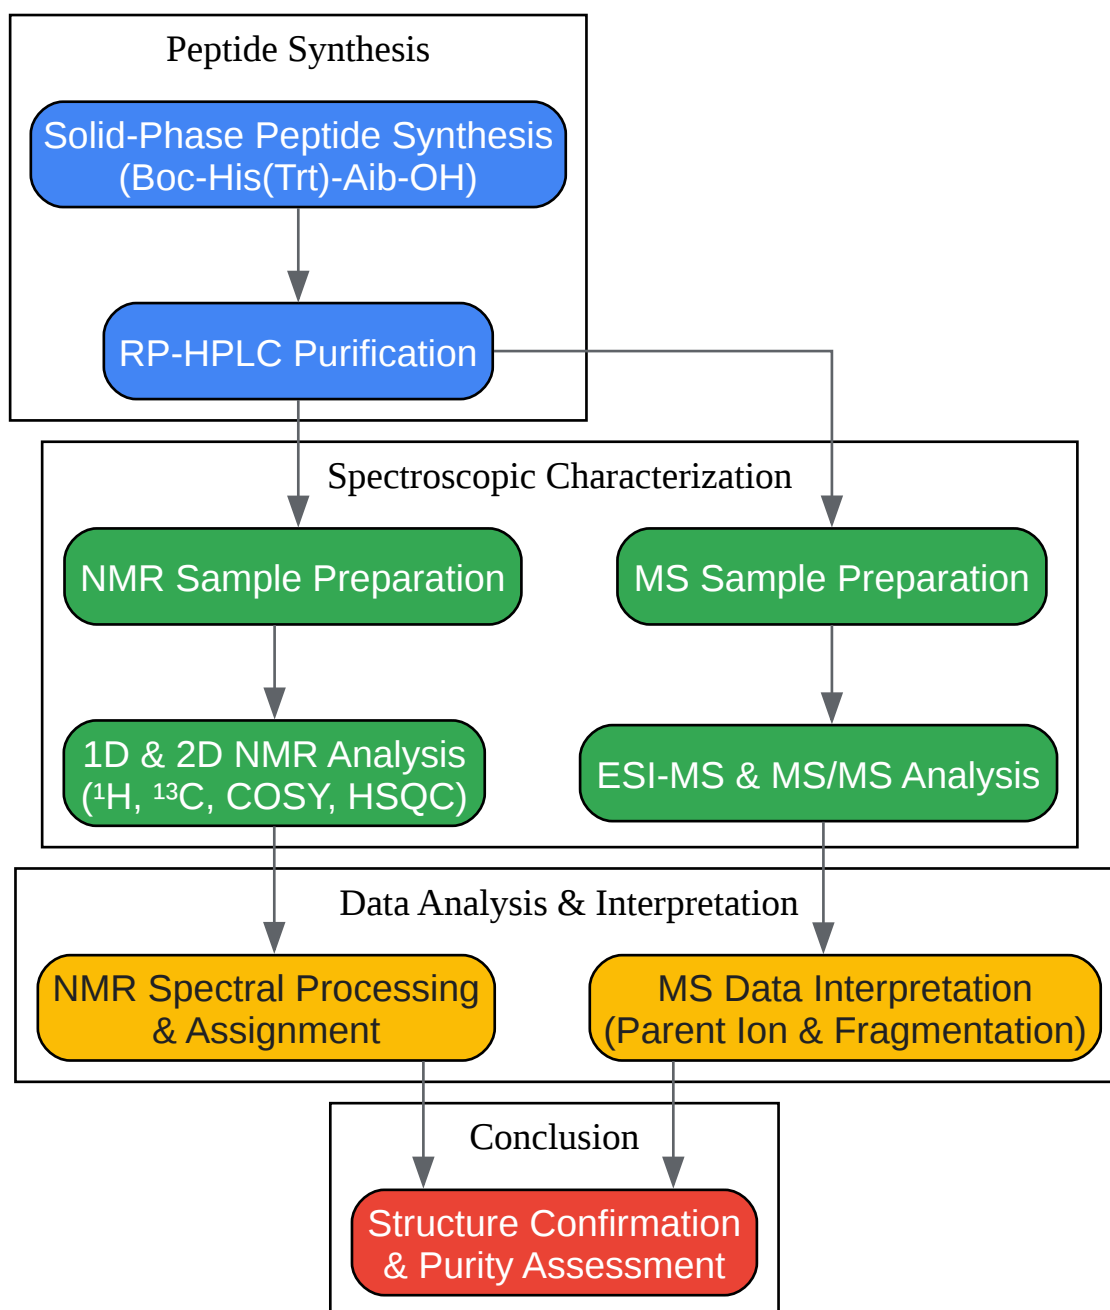 Peptide Synthesis
Solid-Phase Peptide Synthesis
(Boc-His(Trt)-Aib-OH)
RP-HPLC Purification
Spectroscopic Characterization
NMR Sample Preparation
MS Sample Preparation
1D & 2D NMR Analysis
(¹H, ¹³C, COSY, HSQC)
ESI-MS & MS/MS Analysis
Data Analysis & Interpretation
NMR Spectral Processing
& Assignment
MS Data Interpretation
(Parent Ion & Fragmentation)
Conclusion
Structure Confirmation
& Purity Assessment